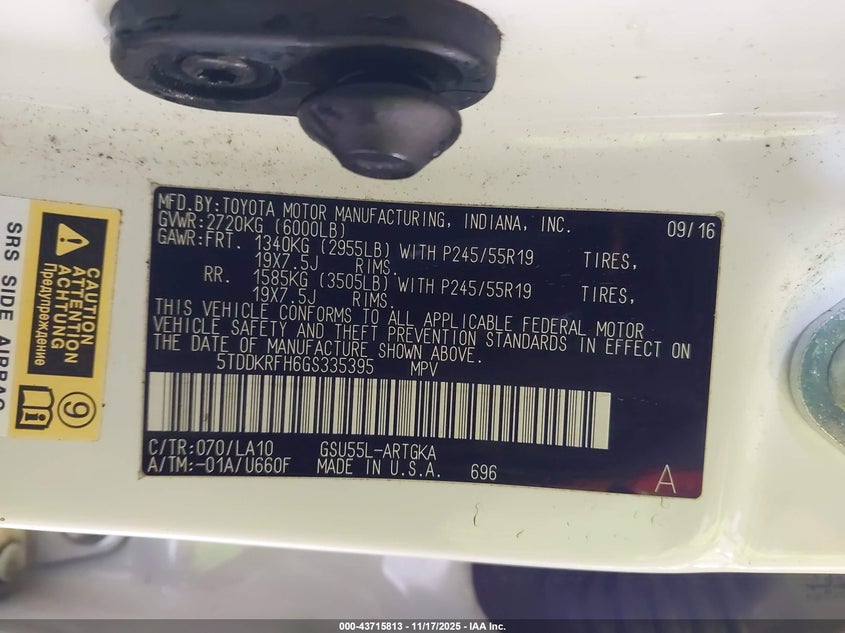 MFD.BY:TOYOTA MOTOR MANUFACTURING, INDIANA, INC. 09/16
GVWR:2720KG (6000LB)
GAWR:FRT. 1340KG (2955LB) WITH P245/55R19 TIRES,
19X7.5J RIMS.
RR. 1585KG (3505LB) WITH P245/55R19 TIRES,
19X7.5J RIMS.
THIS VEHICLE CONFORMS TO ALL APPLICABLE FEDERAL MOTOR
VEHICLE SAFETY AND THEFT PREVENTION STANDARDS IN EFFECT ON
THE DATE OF MANUFACTURE SHOWN ABOVE.
5TDDKRFH6GS335395 MPV
C/TR:070/LA10 GSU55L-ARTGKA
A/TM:-01A/U660F MADE IN U.S.A. 696
A
CAUTION
ATTENTION
ACHTUNG
Предупреждение
9
SRS SIDE AIRBAG
000-43715813 - 11/17/2025 - IAA Inc.